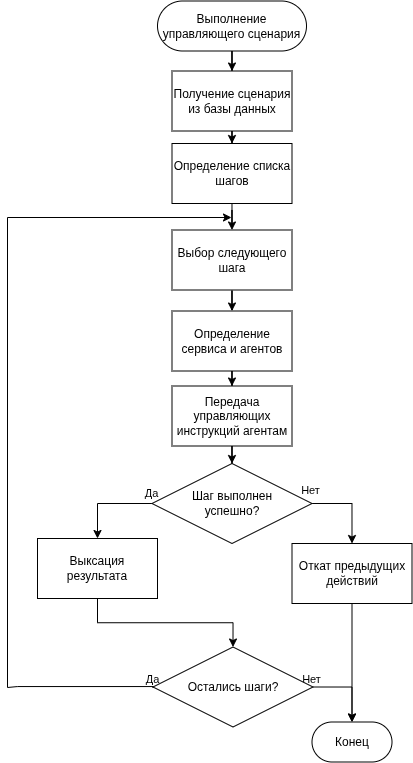 Выполнение
управляющего сценария
Получение сценария
из базы данных
Определение списка
шагов
Выбор следующего
шага
Определение
сервиса и агентов
Передача
управляющих
инструкций агентам
Шаг выполнен
успешно?
Да
Нет
Выксация
результата
Откат предыдущих
действий
Остались шаги?
Да
Нет
Конец